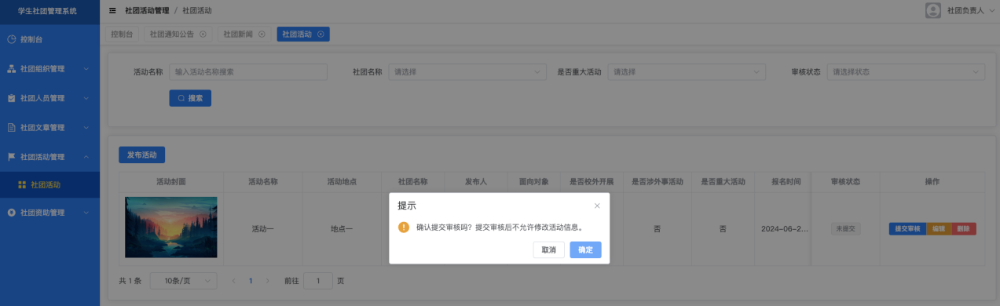 学生社团管理系统
社团活动管理 / 社团活动
社团负责人
控制台
控制台
社团通知公告
社团新闻
社团活动
社团组织管理
社团人员管理
社团文章管理
社团活动管理
社团活动
社团资助管理
活动名称 输入活动名称搜索
社团名称 请选择
是否重大活动 请选择
审核状态 请选择状态
搜索
发布活动
活动封面 活动名称 活动地点 社团名称 发布人 面向对象 是否校外开展 是否涉外事活动 是否重大活动 报名时间 审核状态 操作
活动一 地点一 否 否 2024-06-2... 未提交 提交审核 编辑 删除
提示
确认提交审核吗？提交审核后不允许修改活动信息。
取消 确定
共 1 条 10条/页 1 前往 1 页